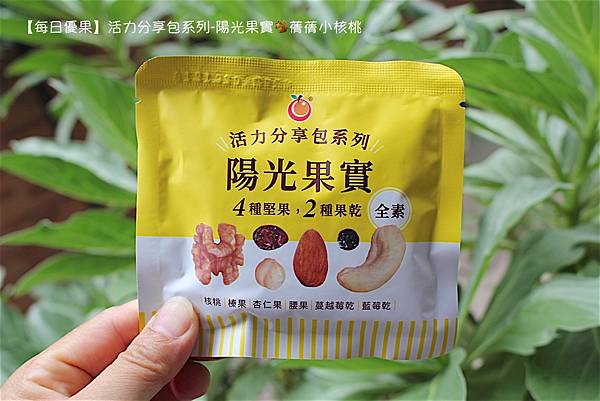 【每日優果】活力分享包系列-陽光果實🌰蒨蒨小核桃
®
活力分享包系列
陽光果實
4種堅果，2種果乾
全素
核桃|榛果|杏仁果|腰果|蔓越莓乾|藍莓乾